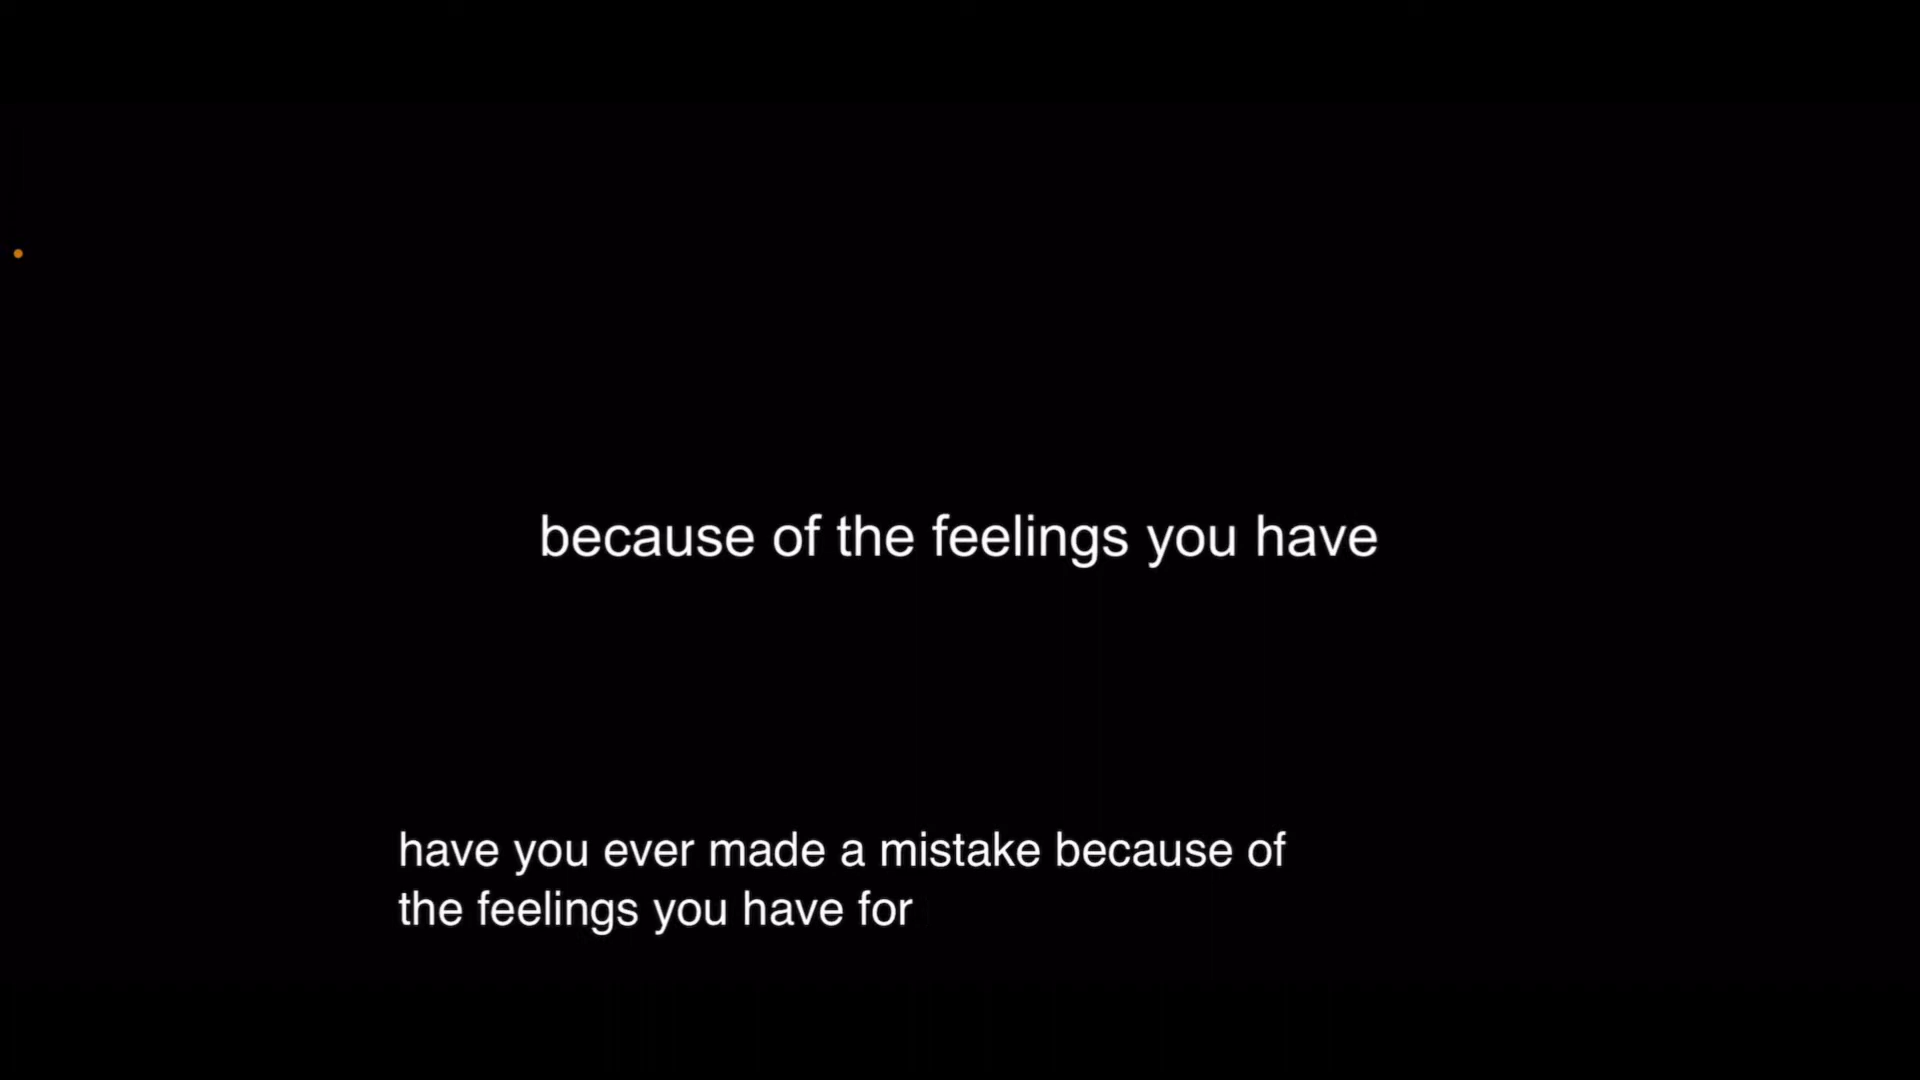 because of the feelings you have
have you ever made a mistake because of
the feelings you have for